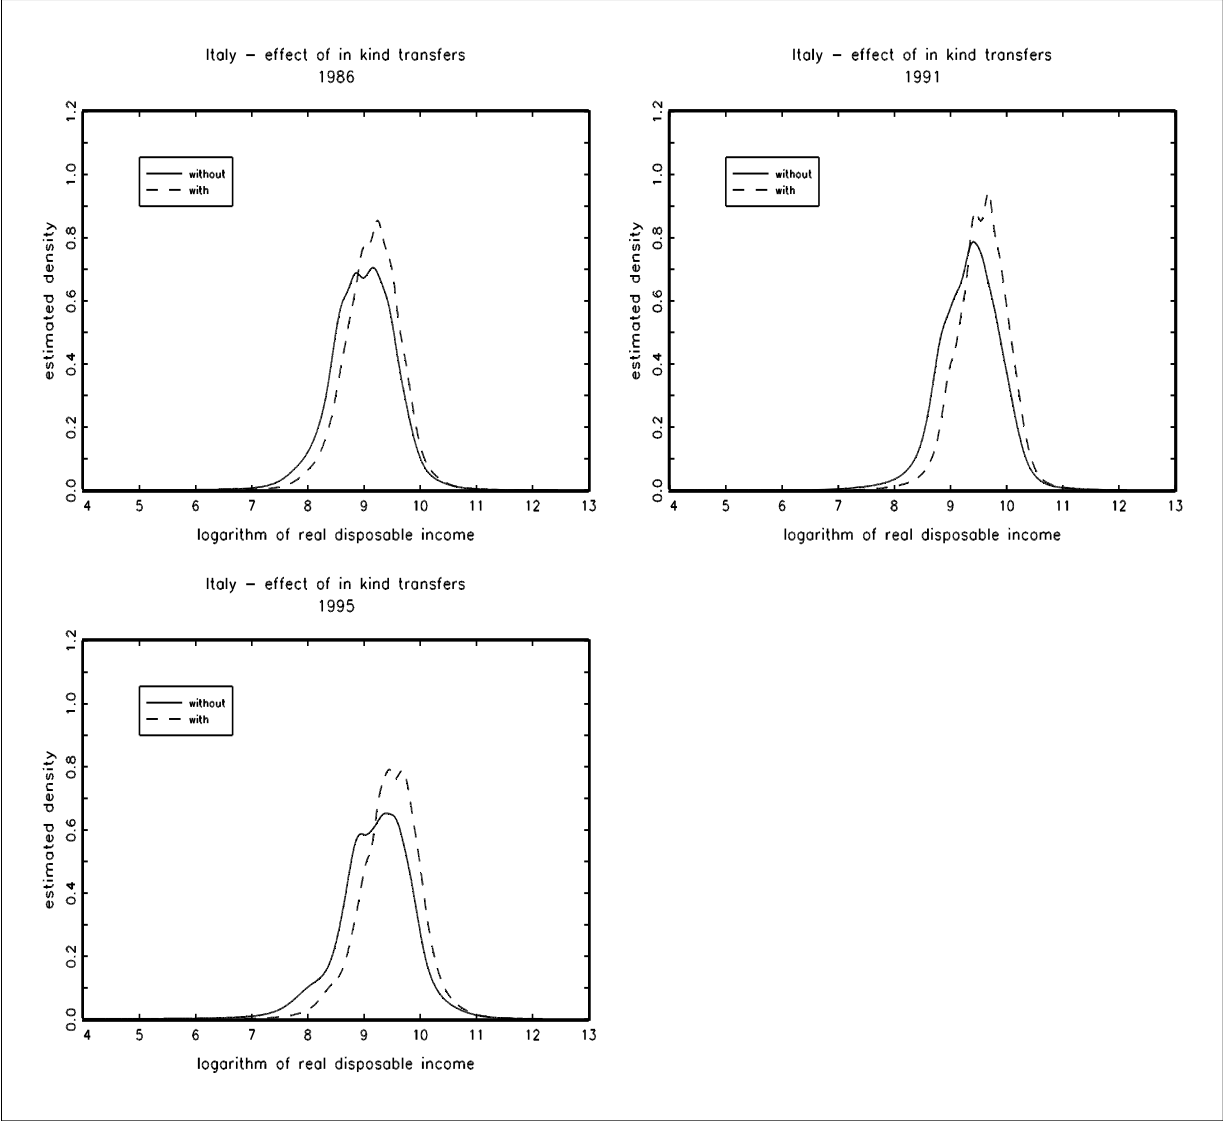 Italy – effect of in kind transfers
1986
1.2
1.0
0.8
0.6
0.4
0.2
0.0
estimated density
without
with
4 5 6 7 8 9 10 11 12 13
logarithm of real disposable income
Italy – effect of in kind transfers
1991
1.2
1.0
0.8
0.6
0.4
0.2
0.0
estimated density
without
with
4 5 6 7 8 9 10 11 12 13
logarithm of real disposable income
Italy – effect of in kind transfers
1995
1.2
1.0
0.8
0.6
0.4
0.2
0.0
estimated density
without
with
4 5 6 7 8 9 10 11 12 13
logarithm of real disposable income